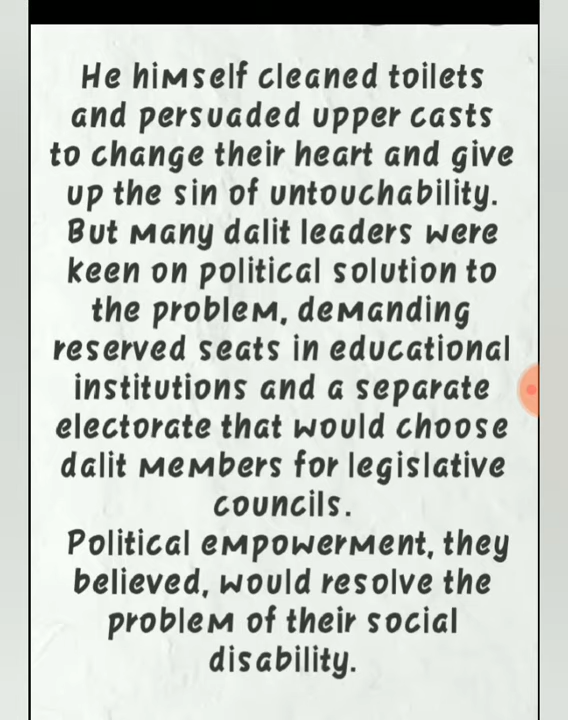 He himself cleaned toilets
and persuaded upper casts
to change their heart and give
up the sin of untouchability.
But many dalit leaders were
keen on political solution to
the problem, demanding
reserved seats in educational
institutions and a separate
electorate that would choose
dalit members for legislative
councils.
Political empowerment, they
believed, would resolve the
problem of their social
disability.